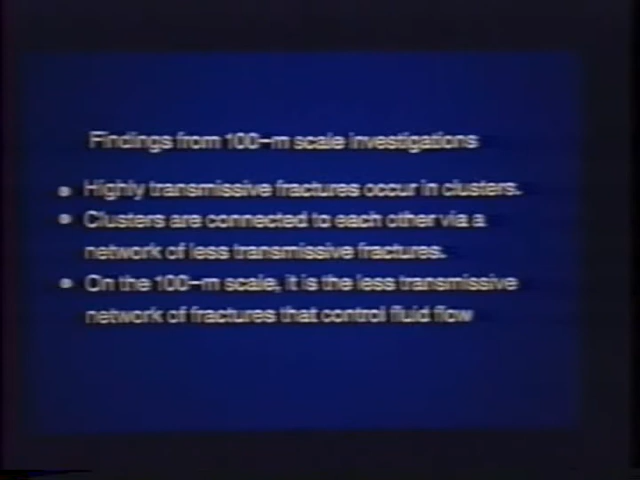 Findings from 100-m scale investigations
• Highly transmissive fractures occur in clusters.
• Clusters are connected to each other via a
network of less transmissive fractures.
• On the 100-m scale, it is the less transmissive
network of fractures that control fluid flow